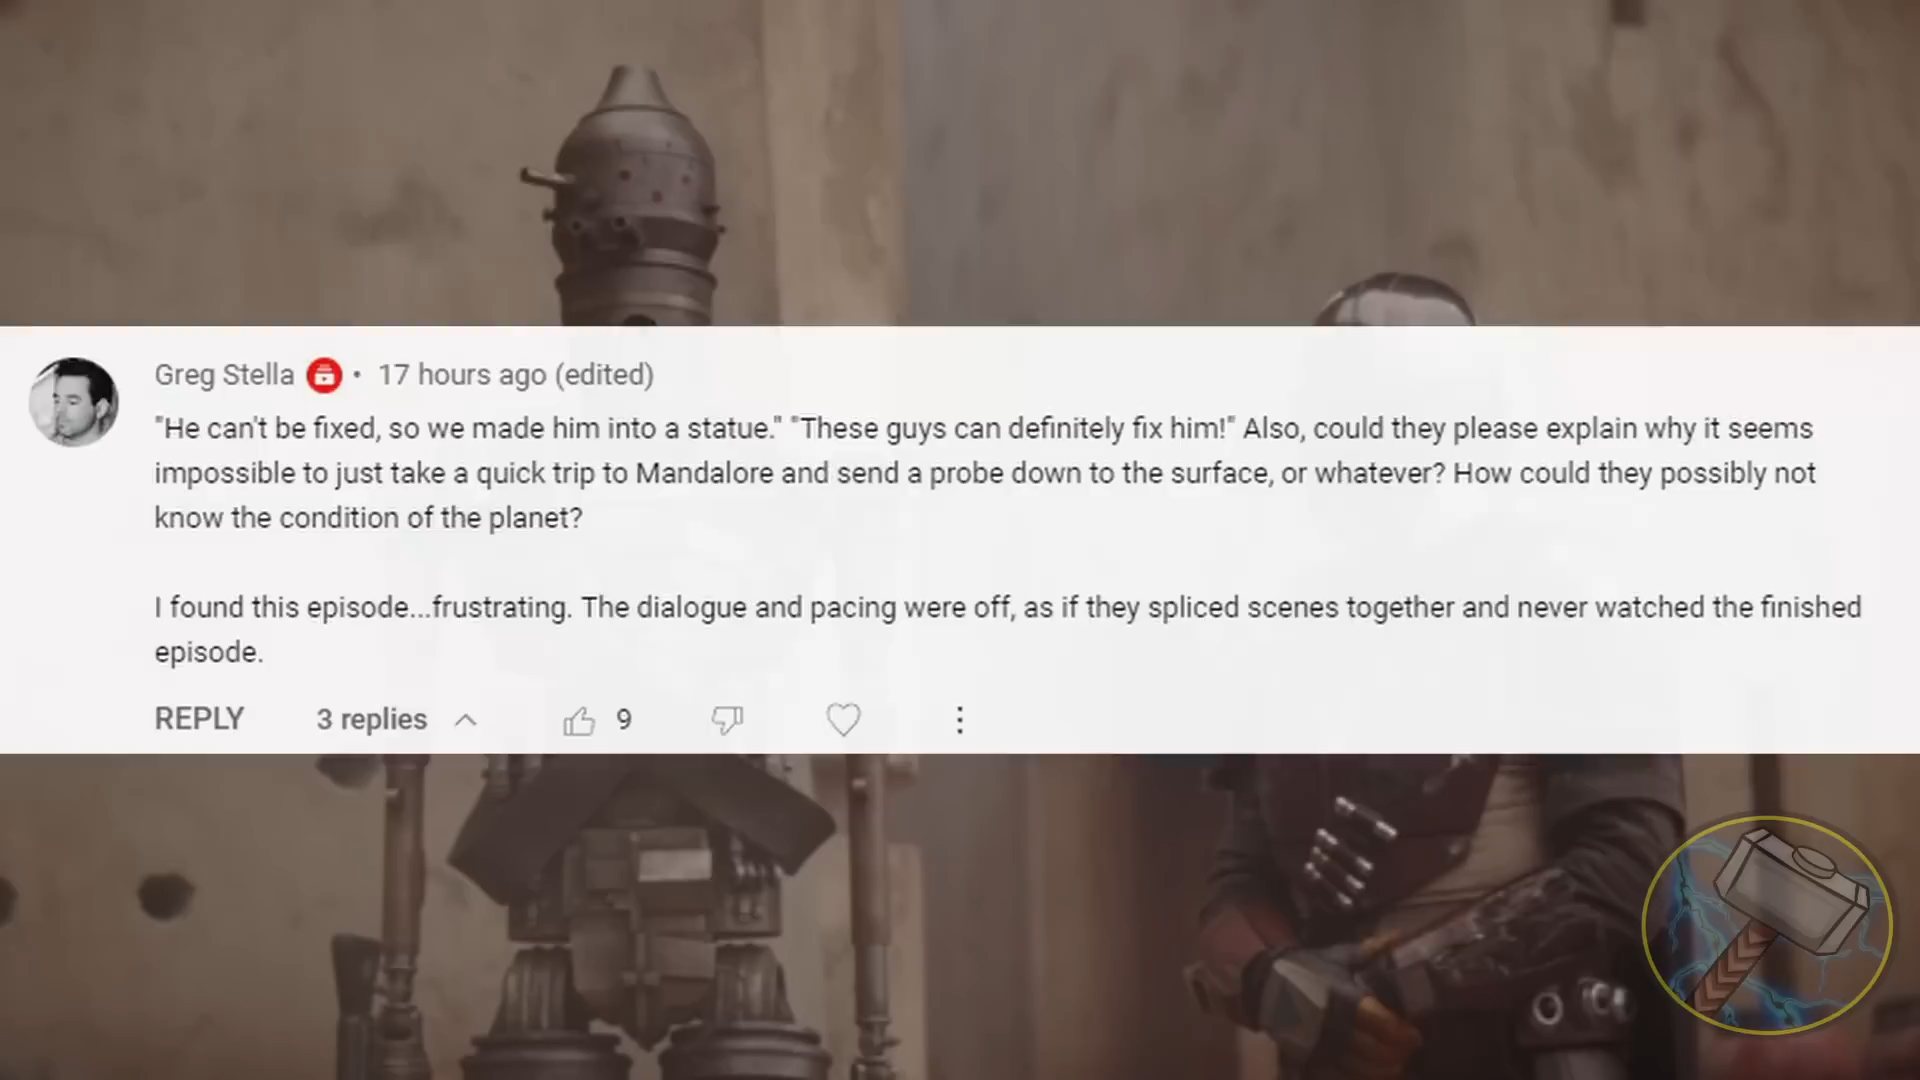 Greg Stella • 17 hours ago (edited)
"He can't be fixed, so we made him into a statue." "These guys can definitely fix him!" Also, could they please explain why it seems
impossible to just take a quick trip to Mandalore and send a probe down to the surface, or whatever? How could they possibly not
know the condition of the planet?
I found this episode...frustrating. The dialogue and pacing were off, as if they spliced scenes together and never watched the finished
episode.
REPLY 3 replies 9